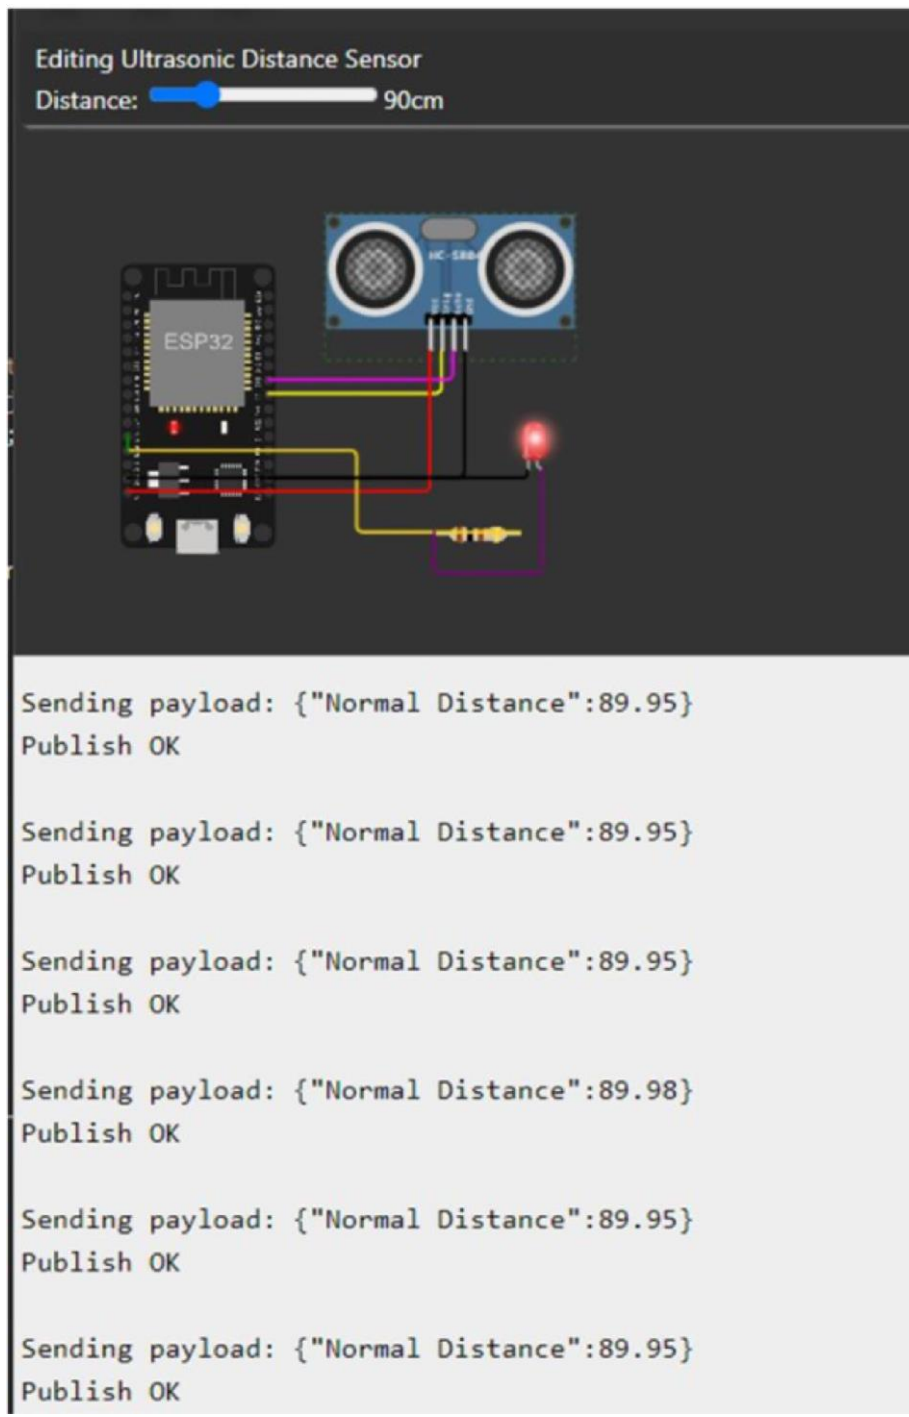 Editing Ultrasonic Distance Sensor
Distance: 90cm
HC-SR04
ESP32
Sending payload: {"Normal Distance":89.95}
Publish OK
Sending payload: {"Normal Distance":89.95}
Publish OK
Sending payload: {"Normal Distance":89.95}
Publish OK
Sending payload: {"Normal Distance":89.98}
Publish OK
Sending payload: {"Normal Distance":89.95}
Publish OK
Sending payload: {"Normal Distance":89.95}
Publish OK